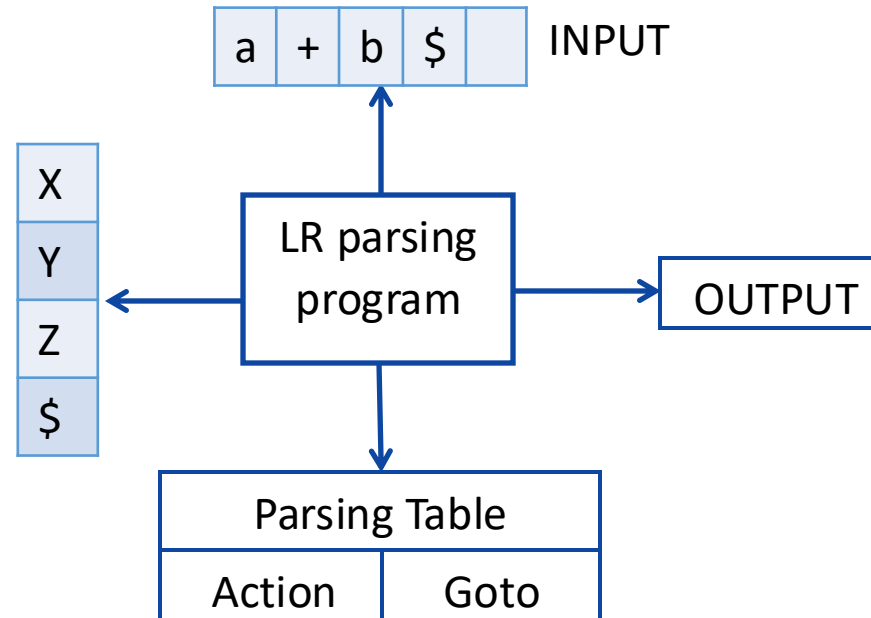 a + b $
INPUT
X
Y
Z
$
LR parsing
program
OUTPUT
Parsing Table
Action Goto